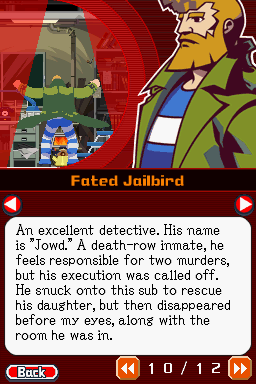 Fated Jailbird
An excellent detective. His name
is "Jowd." A death-row inmate, he
feels responsible for two murders,
but his execution was called off.
He snuck onto this sub to rescue
his daughter, but then disappeared
before my eyes, along with the
room he was in.
Back
10/12